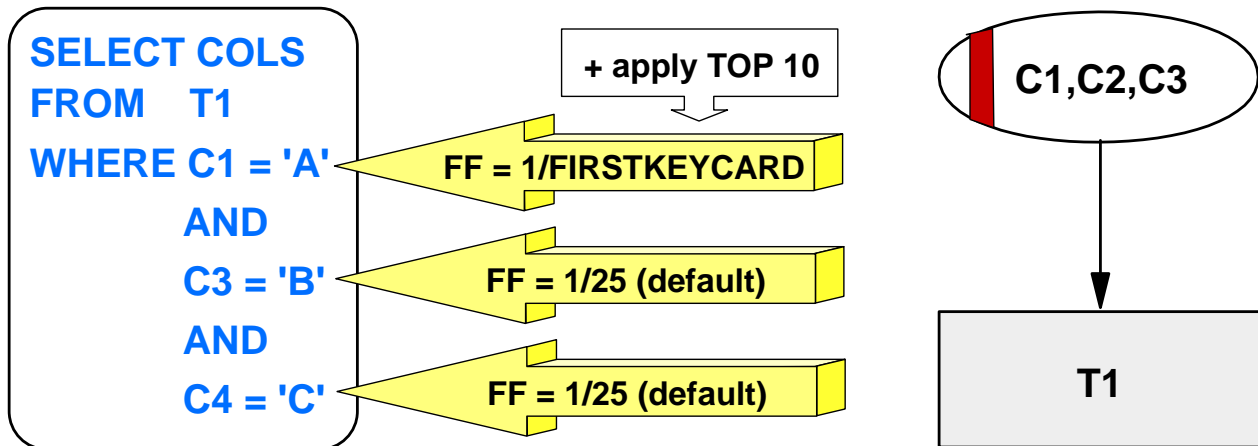 SELECT COLS
FROM T1
WHERE C1 = 'A'
AND
C3 = 'B'
AND
C4 = 'C'
+ apply TOP 10
FF = 1/FIRSTKEYCARD
FF = 1/25 (default)
FF = 1/25 (default)
C1,C2,C3
T1